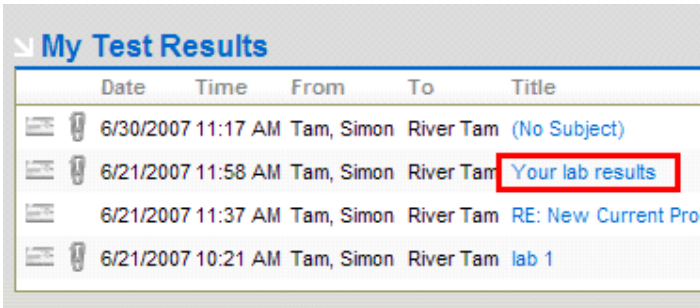 My Test Results
Date Time From To Title
6/30/2007 11:17 AM Tam, Simon River Tam (No Subject)
6/21/2007 11:58 AM Tam, Simon River Tam Your lab results
6/21/2007 11:37 AM Tam, Simon River Tam RE: New Current Pro
6/21/2007 10:21 AM Tam, Simon River Tam lab 1